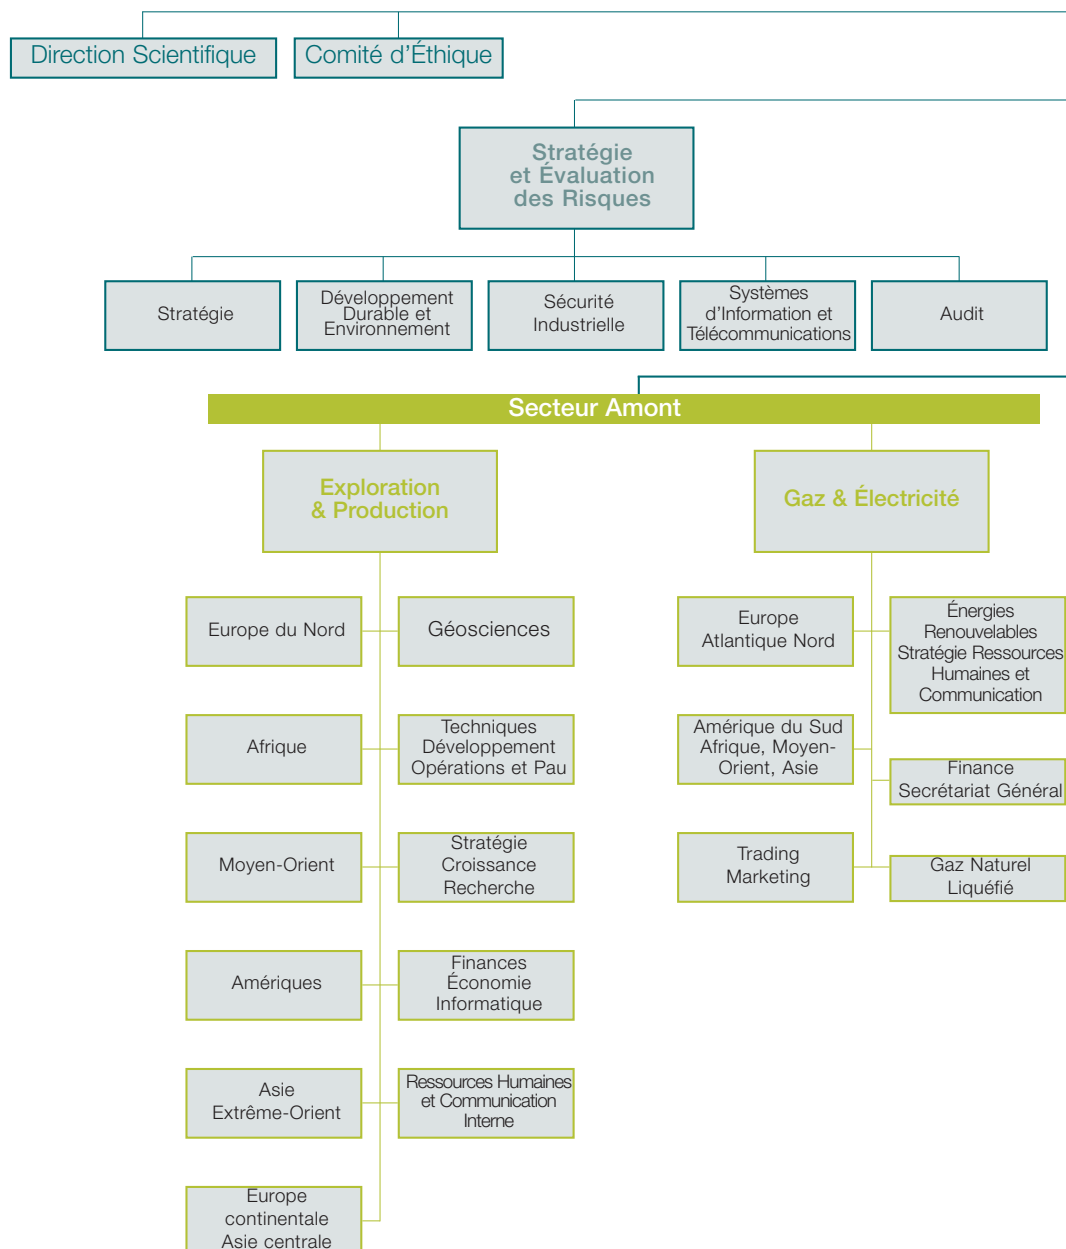 Direction Scientifique
Comité d'Éthique
Stratégie
et Évaluation
des Risques
Stratégie
Développement
Durable et
Environnement
Sécurité
Industrielle
Systèmes
d'Information et
Télécommunications
Audit
Secteur Amont
Exploration
& Production
Gaz & Électricité
Europe du Nord
Géosciences
Afrique
Techniques
Développement
Opérations et Pau
Moyen-Orient
Stratégie
Croissance
Recherche
Amériques
Finances
Économie
Informatique
Asie
Extrême-Orient
Ressources Humaines
et Communication
Interne
Europe
continentale
Asie centrale
Europe
Atlantique Nord
Énergies
Renouvelables
Stratégie Ressources
Humaines et
Communication
Amérique du Sud
Afrique, Moyen-
Orient, Asie
Finance
Secrétariat Général
Trading
Marketing
Gaz Naturel
Liquéfié